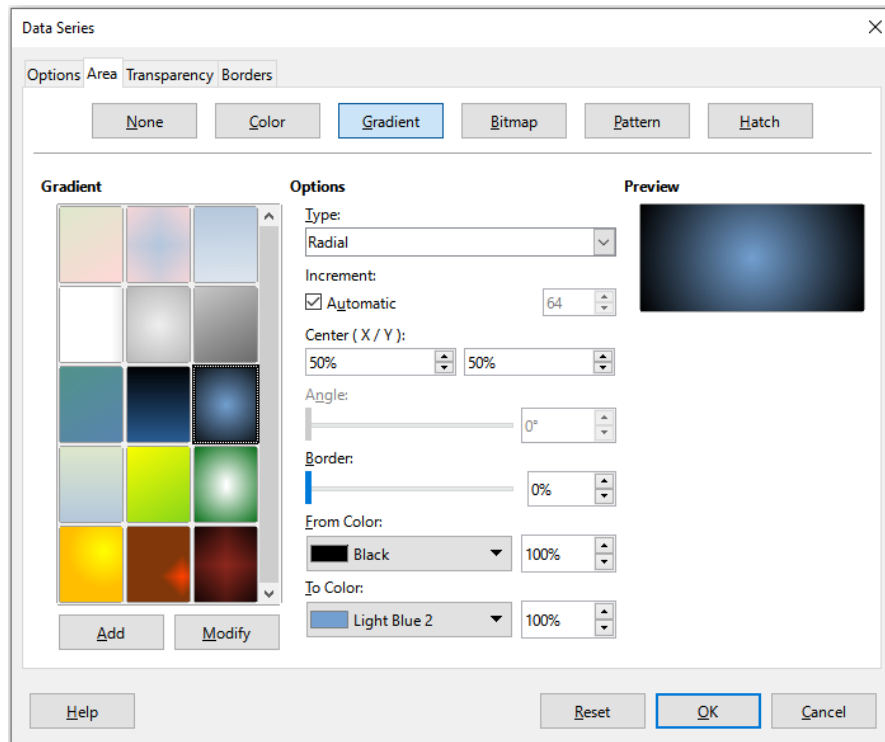 Data Series
Options Area Transparency Borders
None Color Gradient Bitmap Pattern Hatch
Gradient Options Preview
Type:
Radial
Increment:
Automatic 64
Center ( X / Y ):
50% 50%
Angle:
0°
Border:
0%
From Color:
Black 100%
To Color:
Light Blue 2 100%
Add Modify
Help Reset OK Cancel